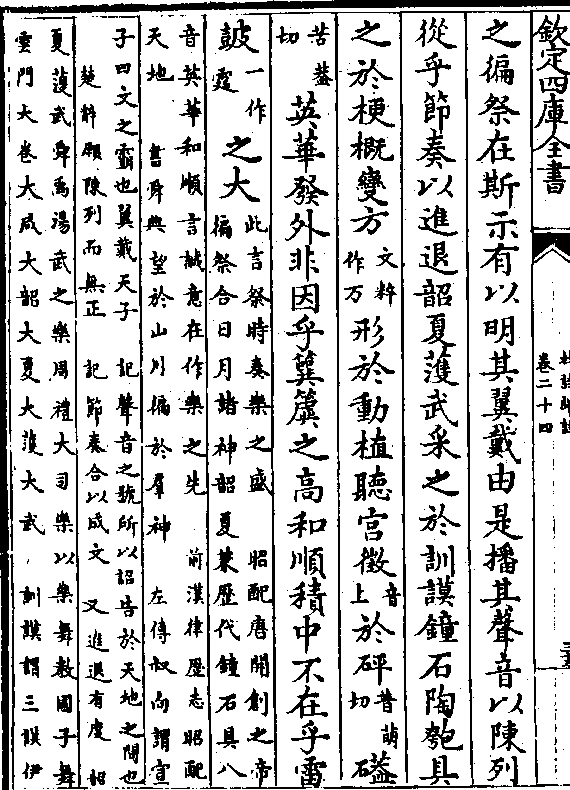 欽定四庫全書
卷二十四
之徧祭在斯示有以明其翼戴由是播其聲音以陳列
從乎節奏以進退韶夏頀武采之於訓謨鐘石陶匏具
之於梗概變方文粹作万形於動植聽宮徵音上於砰普萌切磕
苦葢切英華發外非因乎簨簴之高和順積中不在乎雷
鼓一作霆之大此言祭時奏樂之盛 昭配唐開創之帝
徧祭合日月諸神韶夏兼歷代鐘石具八
音英華和順言誠意在作樂之先 前漢律歷志昭配
天地 書舜典望於山川徧於羣神 左傳叔向謂宣
子曰文之霸也翼戴天子 記聲音之號所以詔告於天地之間也
楚辭願陳列而無正 記節奏合以成文 又進退有度 韶
夏頀武舜禹湯武之樂周禮大司樂以樂舞教國子舞
雲門大卷大咸大韶大夏大濩大武 訓謨謂三謨伊